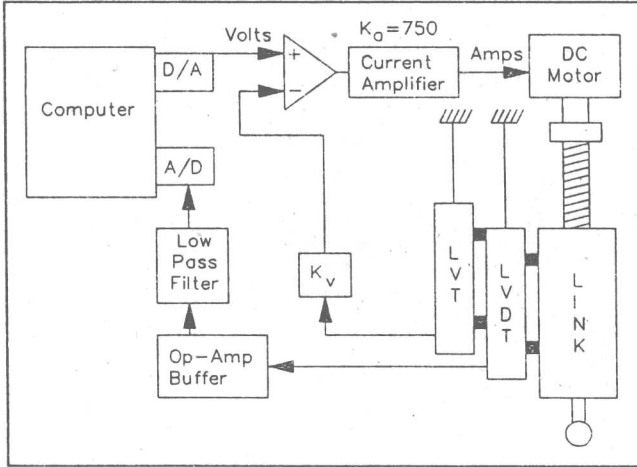 Volts
K_a=750
Amps
DC
Motor
D/A
+
Current
Amplifier
Computer
−
A/D
Low
Pass
Filter
K_v
LVT
LVDT
LINK
Op-Amp
Buffer